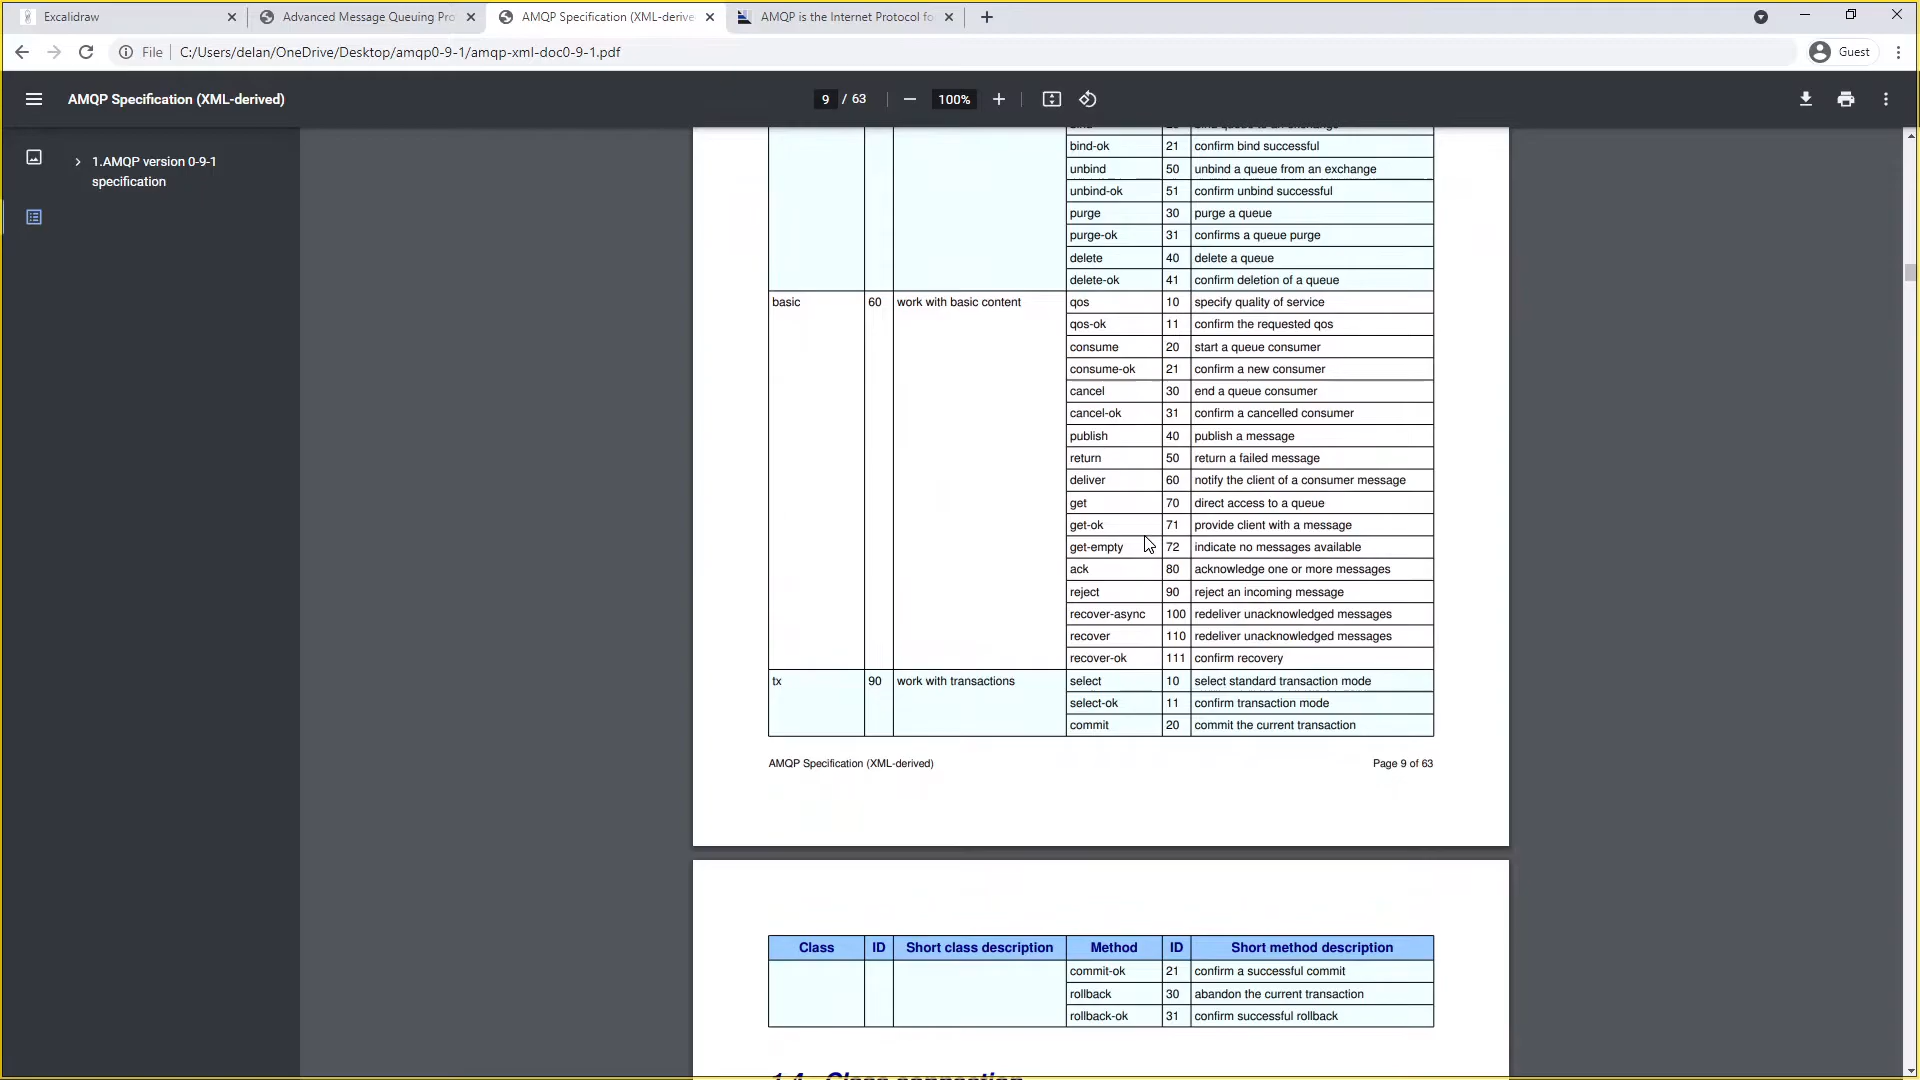 Excalidraw
Advanced Message Queuing Pro
AMQP Specification (XML-derive
AMQP is the Internet Protocol fo
File
C:/Users/delan/OneDrive/Desktop/amqp0-9-1/amqp-xml-doc0-9-1.pdf
Guest
AMQP Specification (XML-derived)
9 / 63
100%
1.AMQP version 0-9-1
specification
bind-ok 21 confirm bind successful
unbind 50 unbind a queue from an exchange
unbind-ok 51 confirm unbind successful
purge 30 purge a queue
purge-ok 31 confirms a queue purge
delete 40 delete a queue
delete-ok 41 confirm deletion of a queue
basic 60 work with basic content qos 10 specify quality of service
qos-ok 11 confirm the requested qos
consume 20 start a queue consumer
consume-ok 21 confirm a new consumer
cancel 30 end a queue consumer
cancel-ok 31 confirm a cancelled consumer
publish 40 publish a message
return 50 return a failed message
deliver 60 notify the client of a consumer message
get 70 direct access to a queue
get-ok 71 provide client with a message
get-empty 72 indicate no messages available
ack 80 acknowledge one or more messages
reject 90 reject an incoming message
recover-async 100 redeliver unacknowledged messages
recover 110 redeliver unacknowledged messages
recover-ok 111 confirm recovery
tx 90 work with transactions select 10 select standard transaction mode
select-ok 11 confirm transaction mode
commit 20 commit the current transaction
AMQP Specification (XML-derived) Page 9 of 63
Class ID Short class description Method ID Short method description
commit-ok 21 confirm a successful commit
rollback 30 abandon the current transaction
rollback-ok 31 confirm successful rollback
1.4 Class connection